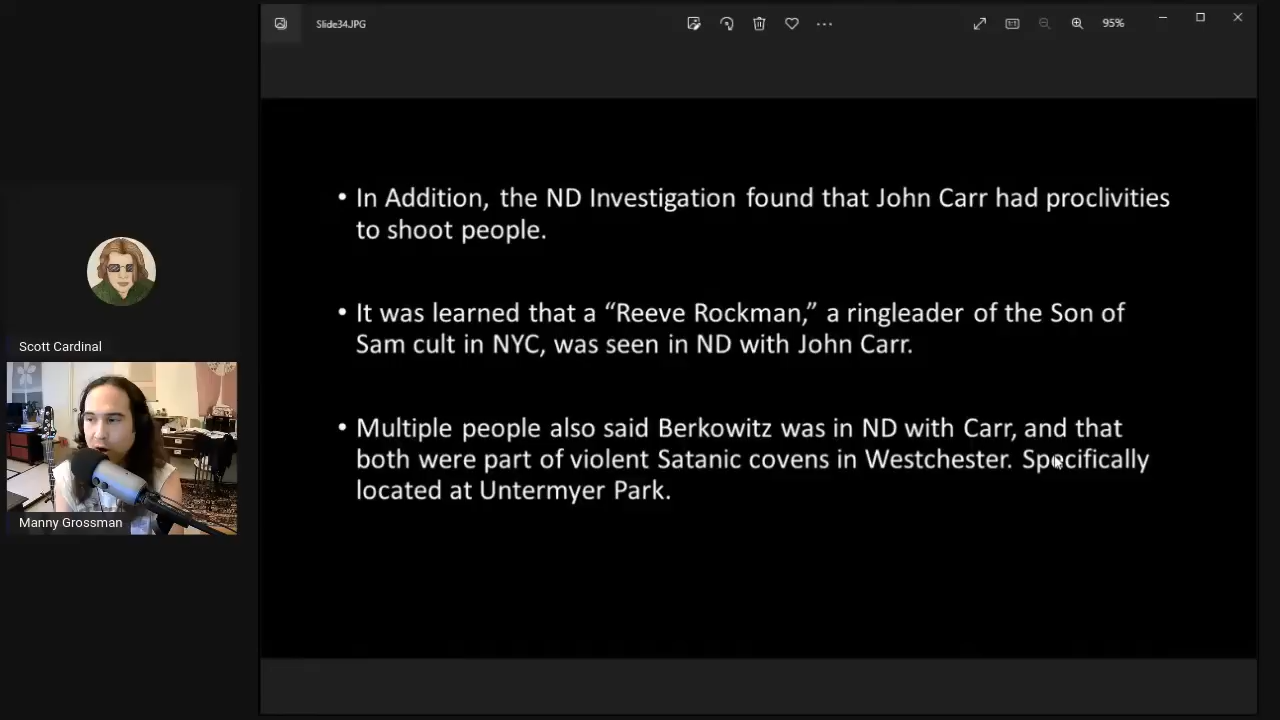 Slide34.JPG
95%
• In Addition, the ND Investigation found that John Carr had proclivities
to shoot people.
• It was learned that a “Reeve Rockman,” a ringleader of the Son of
Sam cult in NYC, was seen in ND with John Carr.
• Multiple people also said Berkowitz was in ND with Carr, and that
both were part of violent Satanic covens in Westchester. Specifically
located at Untermyer Park.
Scott Cardinal
Manny Grossman